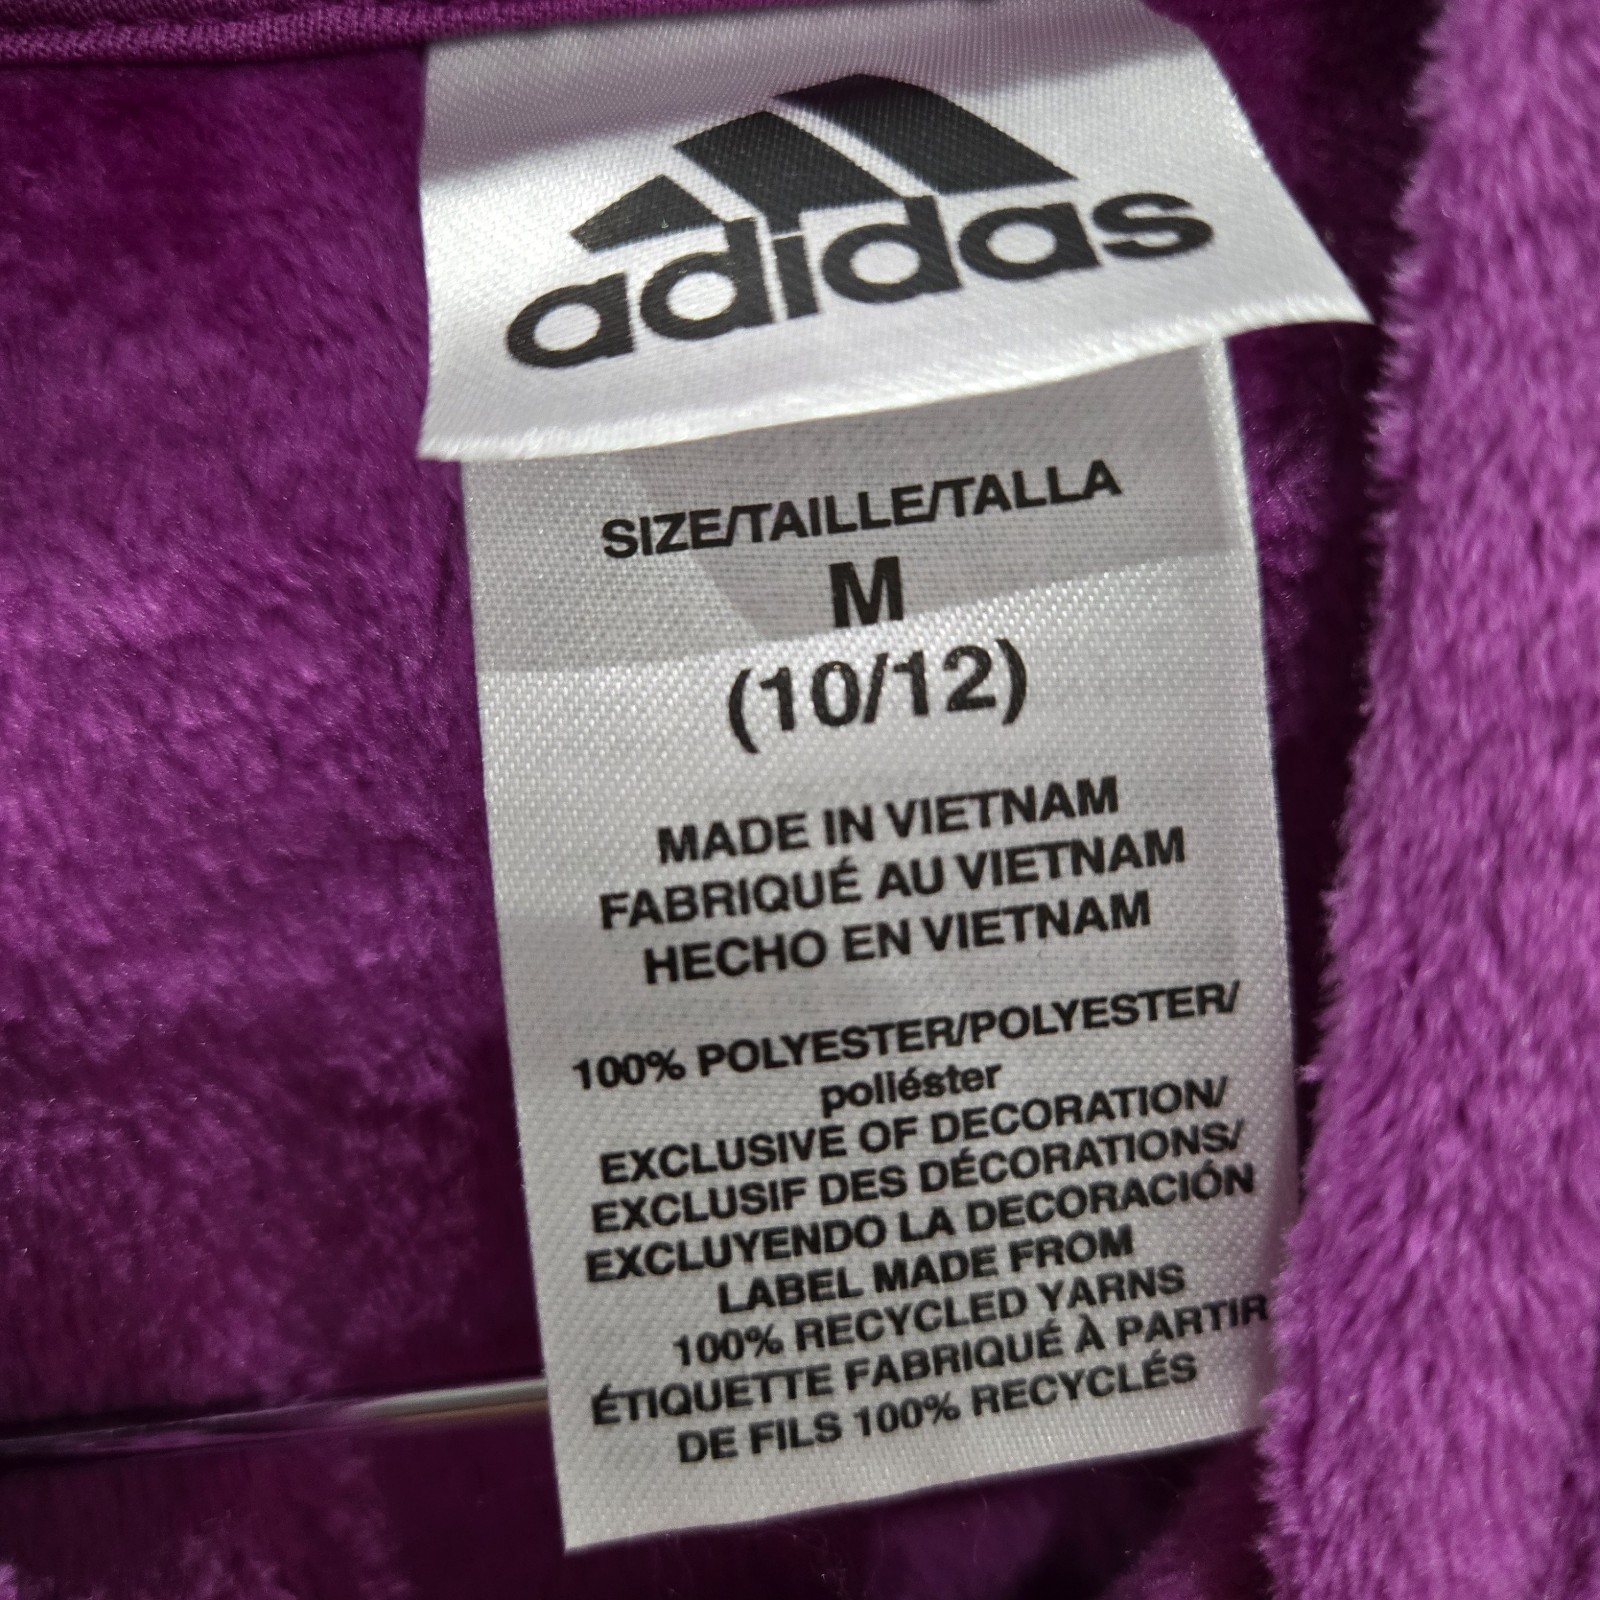 adidas
SIZE/TAILLE/TALLA
M
(10/12)
MADE IN VIETNAM
FABRIQUÉ AU VIETNAM
HECHO EN VIETNAM
100% POLYESTER/POLYESTER/
poliéster
EXCLUSIVE OF DECORATION/
EXCLUSIF DES DÉCORATIONS/
EXCLUYENDO LA DECORACIÓN
LABEL MADE FROM
100% RECYCLED YARNS
ÉTIQUETTE FABRIQUÉ À PARTIR
DE FILS 100% RECYCLÉS